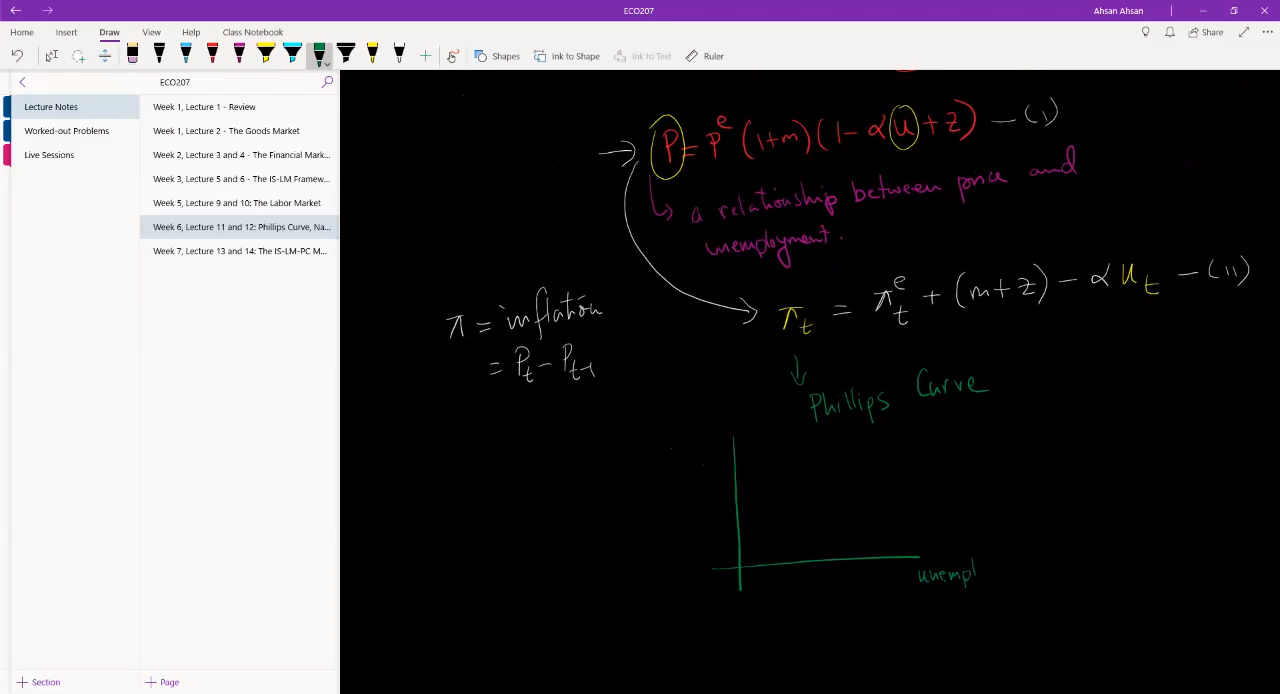 ECO207
Ahsan Ahsan
Home Insert Draw View Help Class Notebook
Share
Shapes Ink to Shape Ink to Text Ruler
ECO207
Lecture Notes
Worked-out Problems
Live Sessions
Week 1, Lecture 1 - Review
Week 1, Lecture 2 - The Goods Market
Week 2, Lecture 3 and 4 - The Financial Mark...
Week 3, Lecture 5 and 6 - The IS-LM Framew...
Week 5, Lecture 9 and 10: The Labor Market
Week 6, Lecture 11 and 12: Phillips Curve, Na...
Week 7, Lecture 13 and 14: The IS-LM-PC M...
+ Section
+ Page
→ P = P^e (1+m) (1 - αu + z) — (1)
↳ a relationship between price and
unemployment.
π_t = π_t^e + (m+z) - αu_t — (11)
π = inflation
= P_t - P_t-1
↓
Phillips Curve
unempl